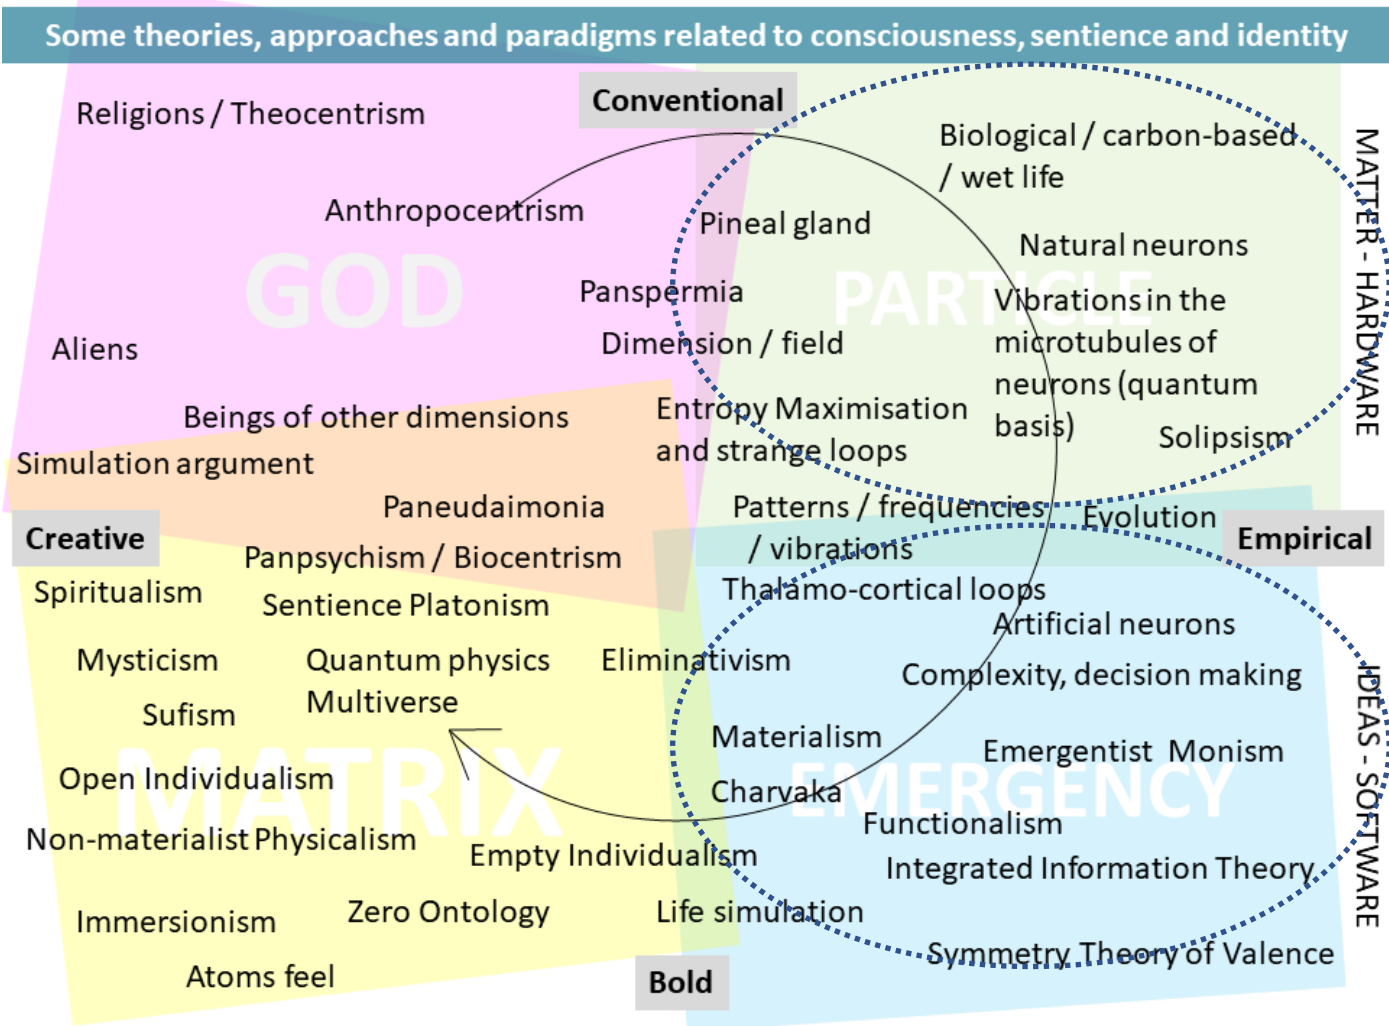 Some theories, approaches and paradigms related to consciousness, sentience and identity
Conventional
Religions / Theocentrism
Biological / carbon-based
/ wet life
Anthropocentrism
Pineal gland
Natural neurons
GOD
PARTICLE
Panspermia
Vibrations in the
microtubules of
neurons (quantum
basis)
Aliens
Dimension / field
MATTER - HARDWARE
Beings of other dimensions
Entropy Maximisation
and strange loops
Solipsism
Simulation argument
Paneudaimonia
Patterns / frequencies
/ vibrations
Evolution
Creative
Empirical
Panpsychism / Biocentrism
Spiritualism
Sentience Platonism
Thalamo-cortical loops
Artificial neurons
Mysticism
Quantum physics
Multiverse
Eliminativism
Complexity, decision making
Sufism
Materialism
Emergentist Monism
IDEAS - SOFTWARE
Open Individualism
MATRIX
Charvaka
EMERGENCY
Functionalism
Non-materialist Physicalism
Empty Individualism
Integrated Information Theory
Immersionism
Zero Ontology
Life simulation
Symmetry Theory of Valence
Atoms feel
Bold